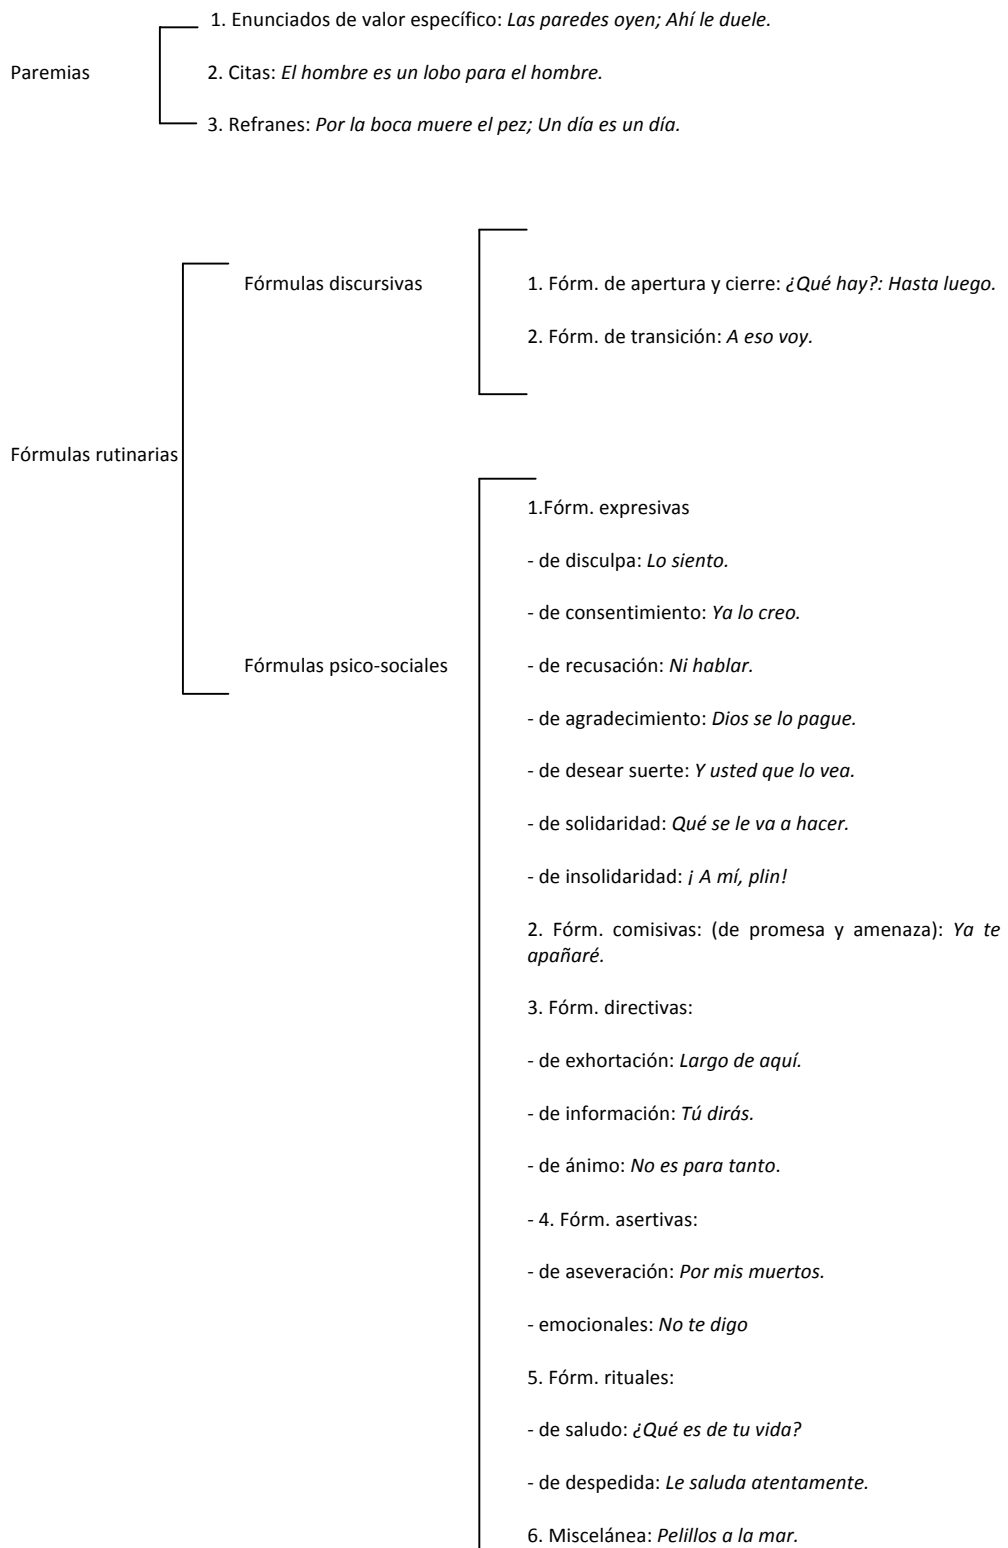 1. Enunciados de valor específico: Las paredes oyen; Ahí le duele.
Paremias
2. Citas: El hombre es un lobo para el hombre.
3. Refranes: Por la boca muere el pez; Un día es un día.
Fórmulas discursivas
1. Fórm. de apertura y cierre: ¿Qué hay?: Hasta luego.
2. Fórm. de transición: A eso voy.
Fórmulas rutinarias
1.Fórm. expresivas
- de disculpa: Lo siento.
- de consentimiento: Ya lo creo.
Fórmulas psico-sociales
- de recusación: Ni hablar.
- de agradecimiento: Dios se lo pague.
- de desear suerte: Y usted que lo vea.
- de solidaridad: Qué se le va a hacer.
- de insolidaridad: ¡ A mí, plin!
2. Fórm. comisivas: (de promesa y amenaza): Ya te
apañaré.
3. Fórm. directivas:
- de exhortación: Largo de aquí.
- de información: Tú dirás.
- de ánimo: No es para tanto.
- 4. Fórm. asertivas:
- de aseveración: Por mis muertos.
- emocionales: No te digo
5. Fórm. rituales:
- de saludo: ¿Qué es de tu vida?
- de despedida: Le saluda atentamente.
6. Miscelánea: Pelillos a la mar.